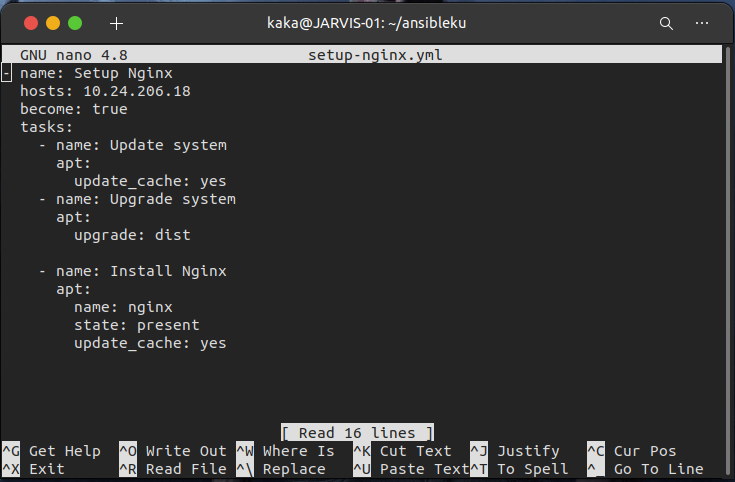 kaka@JARVIS-01: ~/ansibleku
GNU nano 4.8 setup-nginx.yml
- name: Setup Nginx
  hosts: 10.24.206.18
  become: true
  tasks:
    - name: Update system
      apt:
        update_cache: yes
    - name: Upgrade system
      apt:
        upgrade: dist

    - name: Install Nginx
      apt:
        name: nginx
        state: present
        update_cache: yes
[ Read 16 lines ]
^G Get Help ^O Write Out ^W Where Is ^K Cut Text ^J Justify ^C Cur Pos
^X Exit ^R Read File ^\ Replace ^U Paste Text ^T To Spell ^_ Go To Line